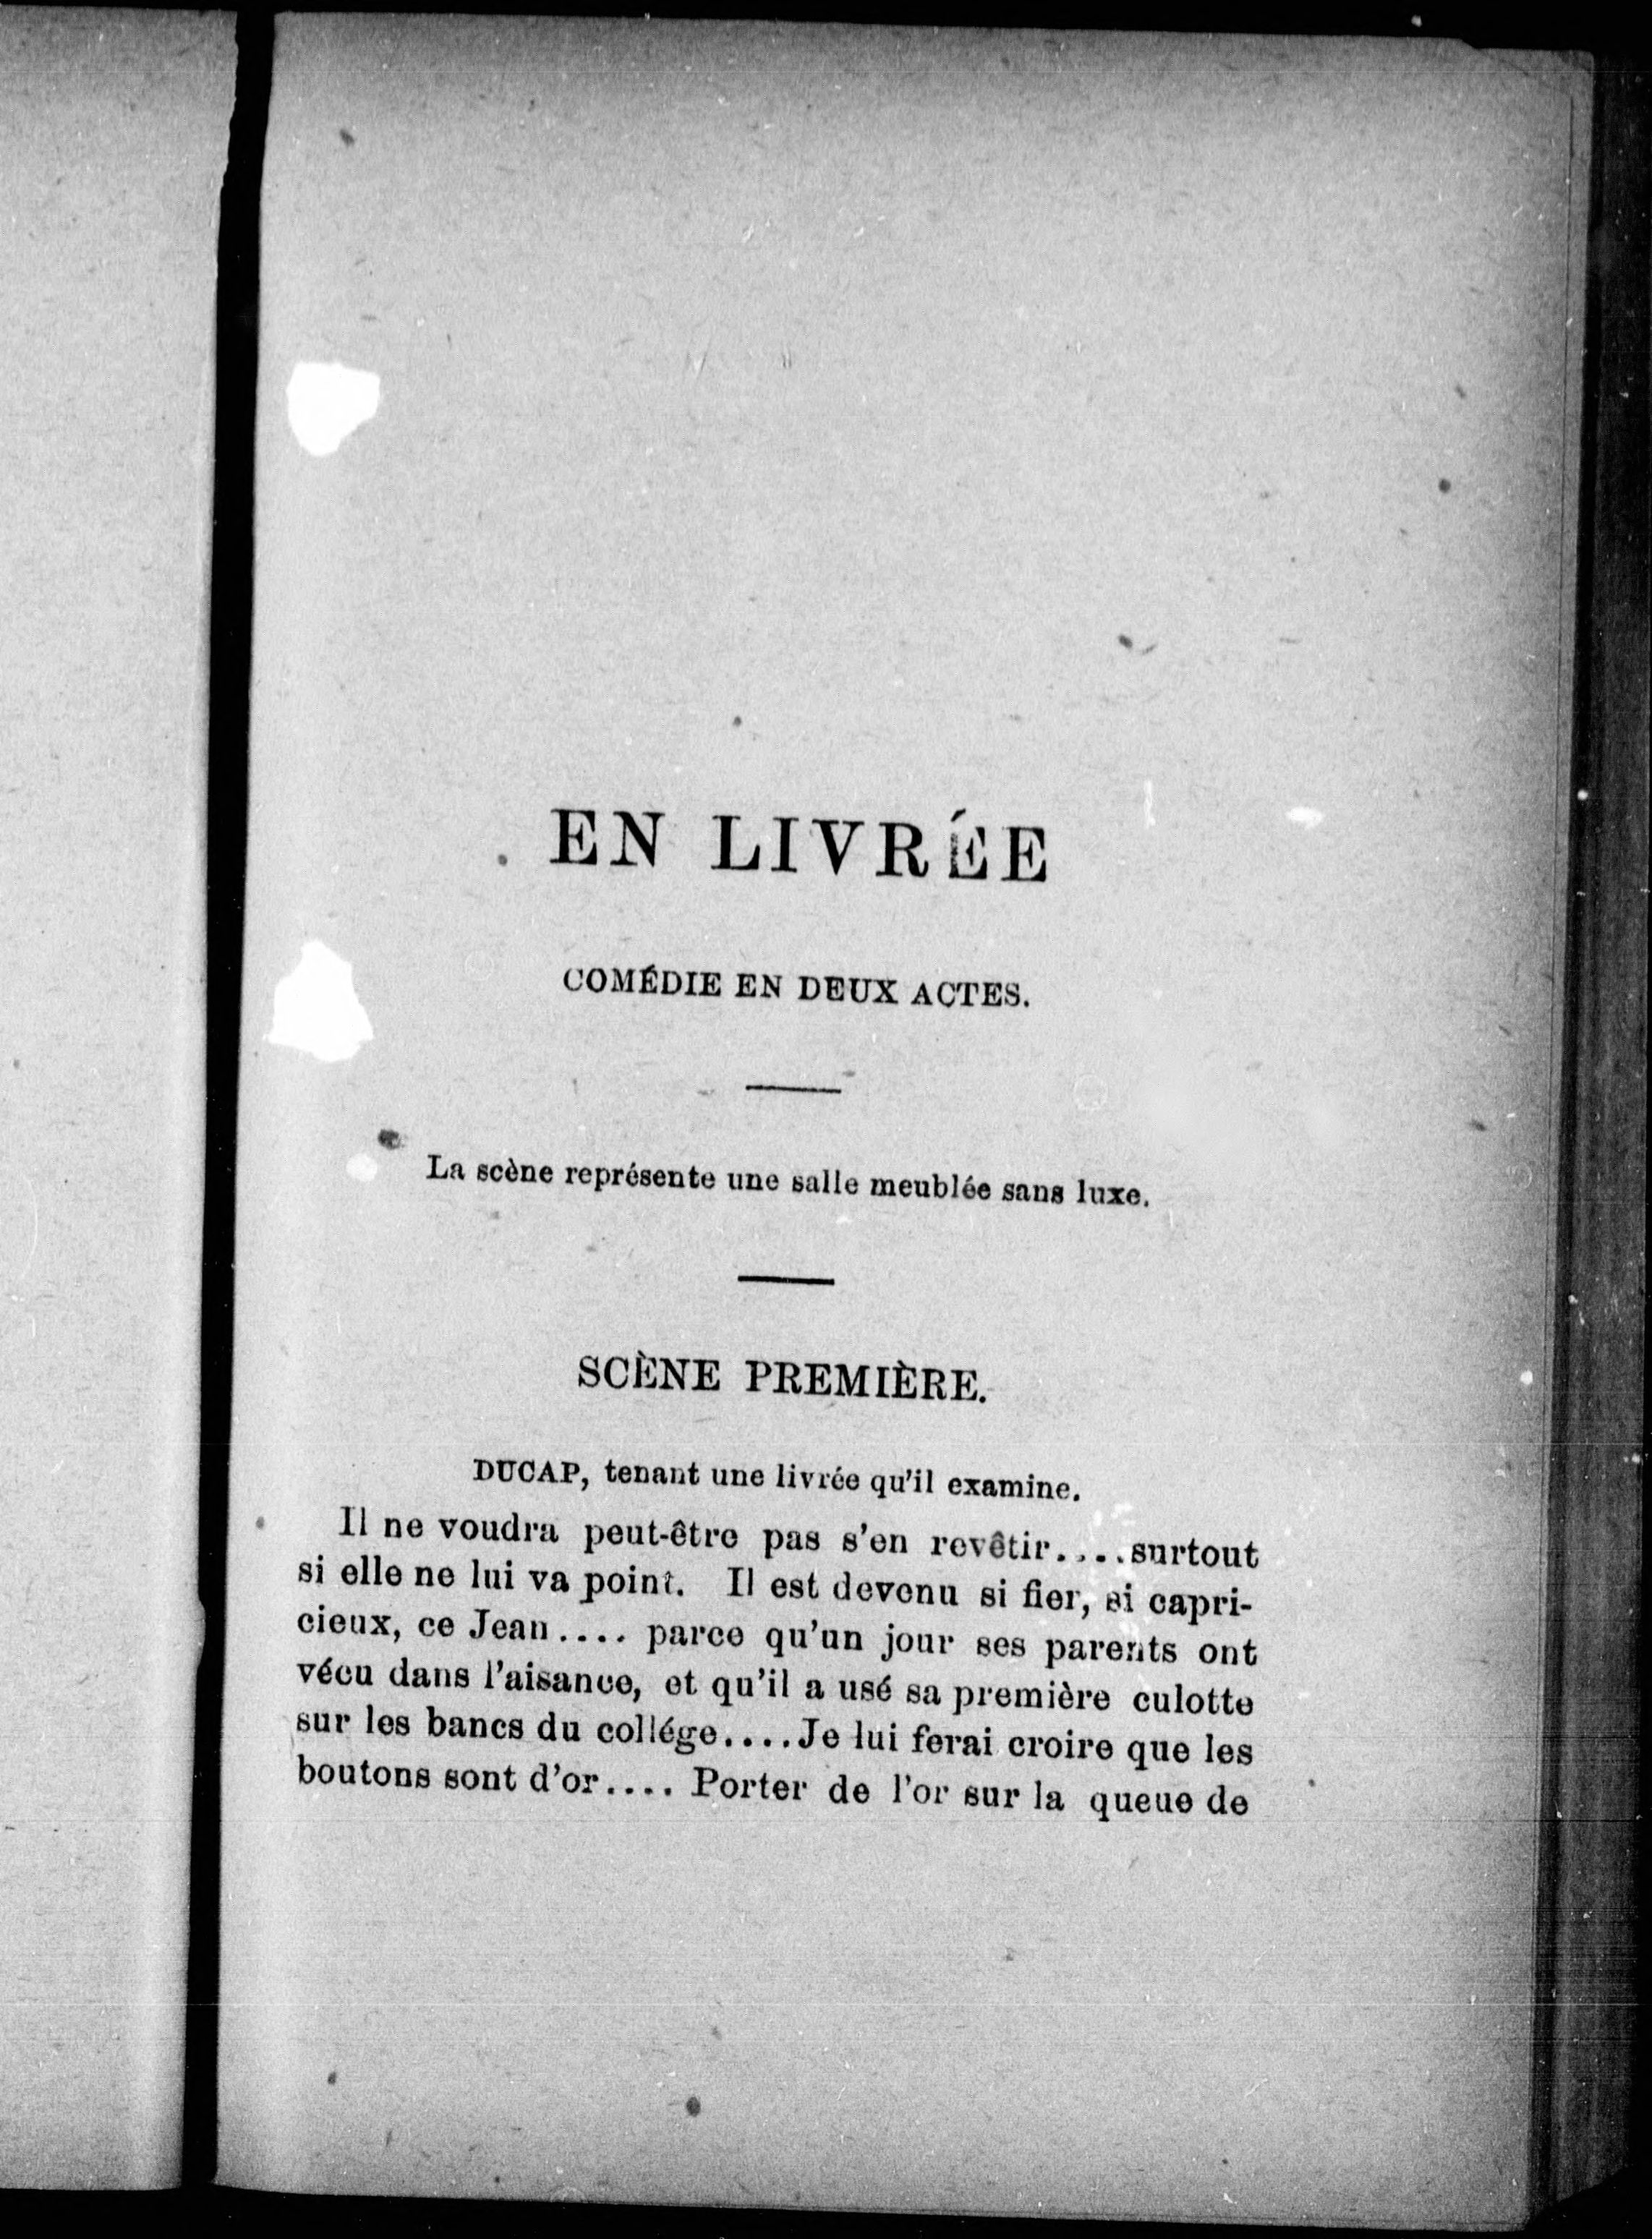 EN LIVRÉE
COMÉDIE EN DEUX ACTES.
La scène représente une salle meublée sans luxe.
SCÈNE PREMIÈRE.
DUCAP, tenant une livrée qu'il examine.
Il ne voudra peut-être pas s'en revêtir....surtout
si elle ne lui va point. Il est devenu si fier, si capri-
cieux, ce Jean.... parce qu'un jour ses parents ont
vécu dans l'aisance, et qu'il a usé sa première culotte
sur les bancs du collége....Je lui ferai croire que les
boutons sont d'or.... Porter de l'or sur la queue de